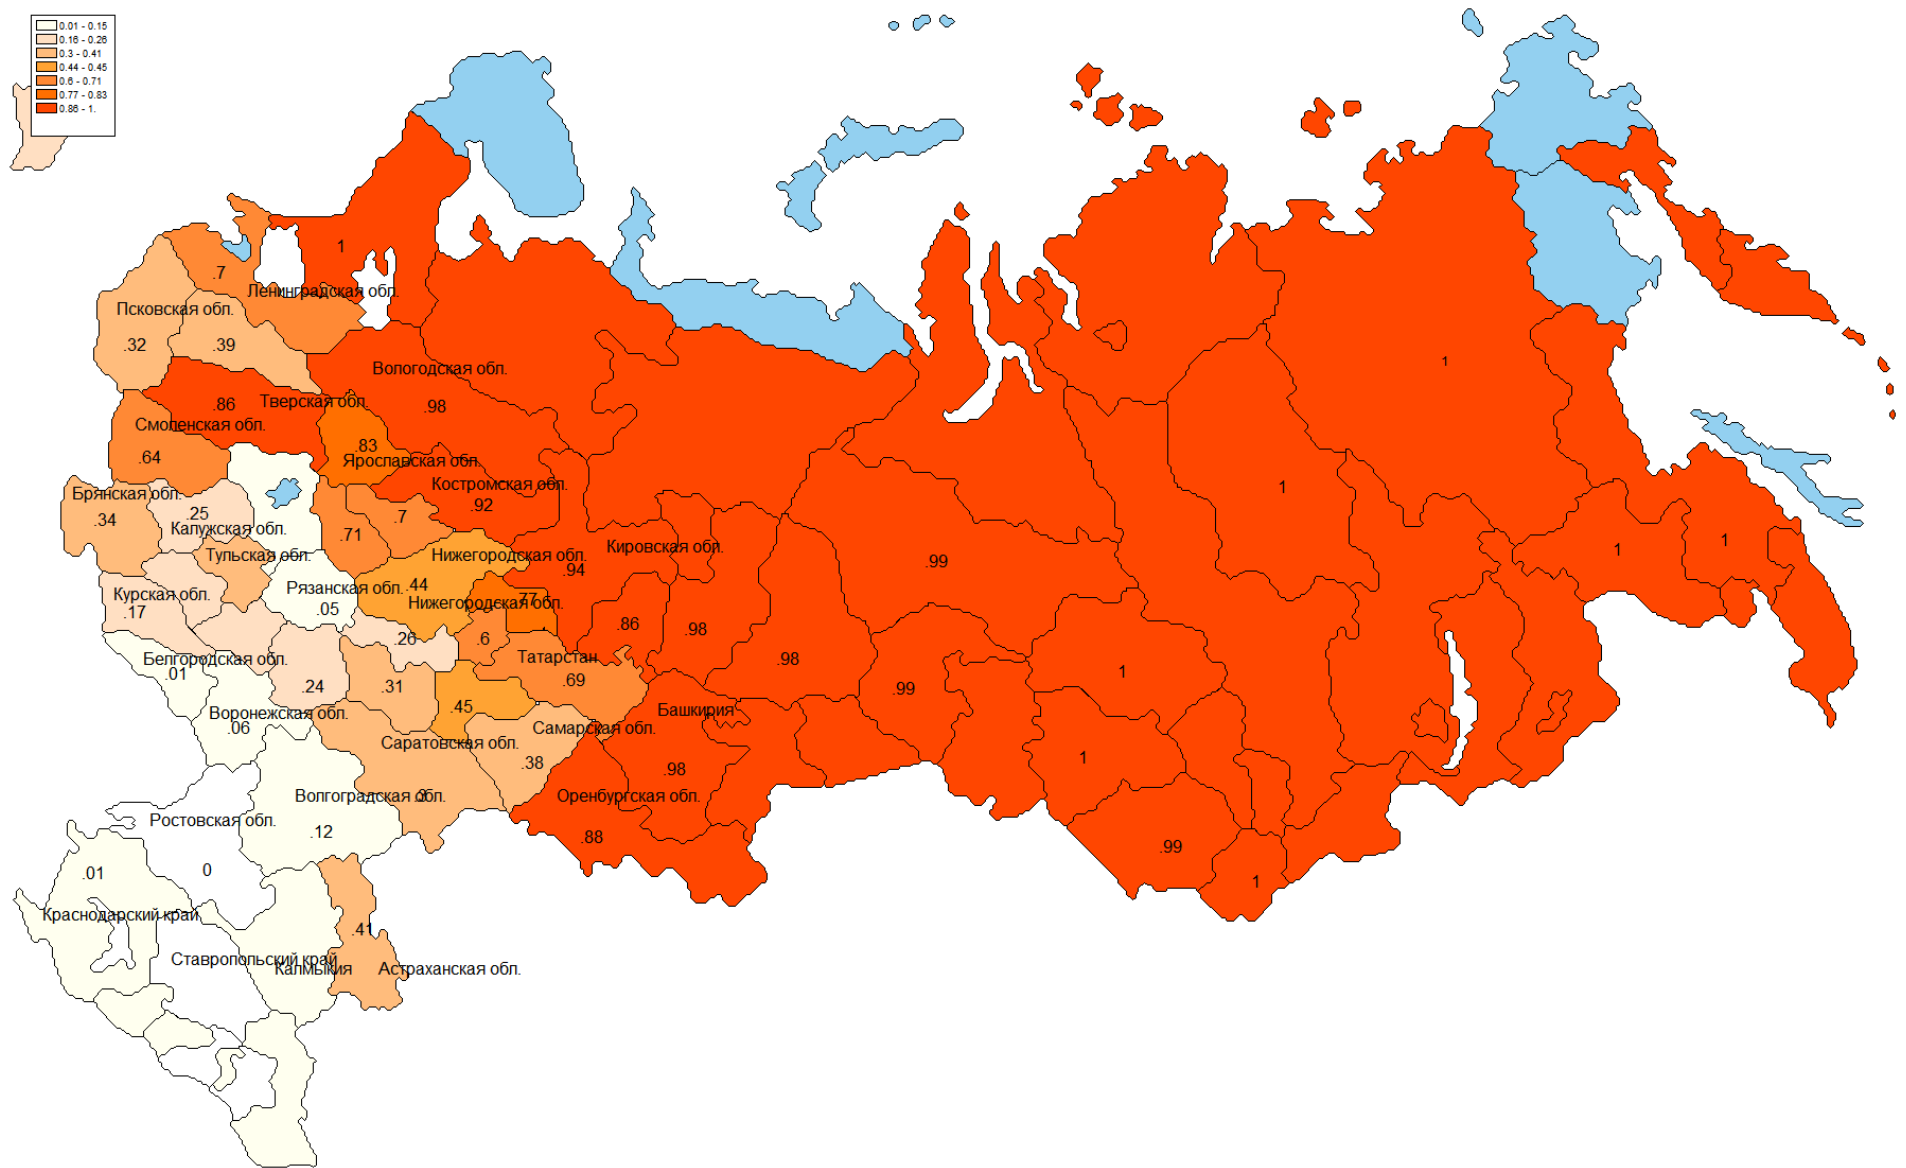 0.01 - 0.15
0.16 - 0.26
0.3 - 0.41
0.44 - 0.45
0.6 - 0.71
0.77 - 0.83
0.86 - 1.
1
.7
Ленинградская обл.
Псковская обл.
.32
.39
1
Вологодская обл.
.98
.86
Тверская обл.
Смоленская обл.
.83
.64
Ярославская обл.
Костромская обл.
.92
1
Брянская обл.
.34
.25
Калужская обл.
.7
.71
Тульская обл.
Нижегородская обл.
Кировская обл.
.94
.99
1
1
Рязанская обл.
.05
.44
Нижегородская обл.
.77
Курская обл.
.17
.26
.6
.86
.98
Белгородская обл.
.01
.24
.31
Татарстан
.69
.98
.99
1
Воронежская обл.
.06
.45
Башкирия
Самарская обл.
Саратовская обл.
.38
.98
1
Волгоградская обл.
.3
Оренбургская обл.
Ростовская обл.
.12
.88
.99
.01
0
1
Краснодарский край
.41
Ставропольский край
Калмыкия
Астраханская обл.